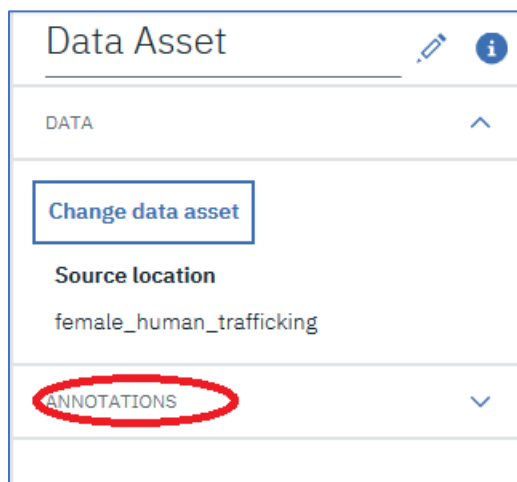 Data Asset
DATA
Change data asset
Source location
female_human_trafficking
ANNOTATIONS